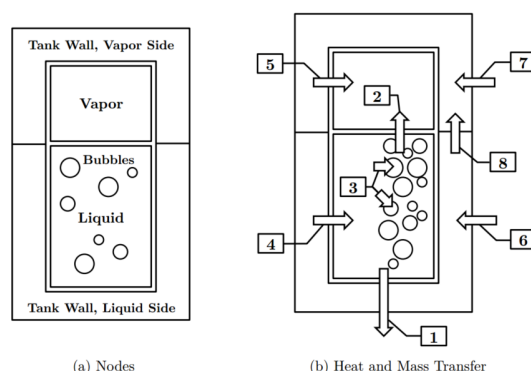 Tank Wall, Vapor Side
Vapor
Bubbles
Liquid
Tank Wall, Liquid Side
(a) Nodes
5
7
2
8
3
4
6
1
(b) Heat and Mass Transfer